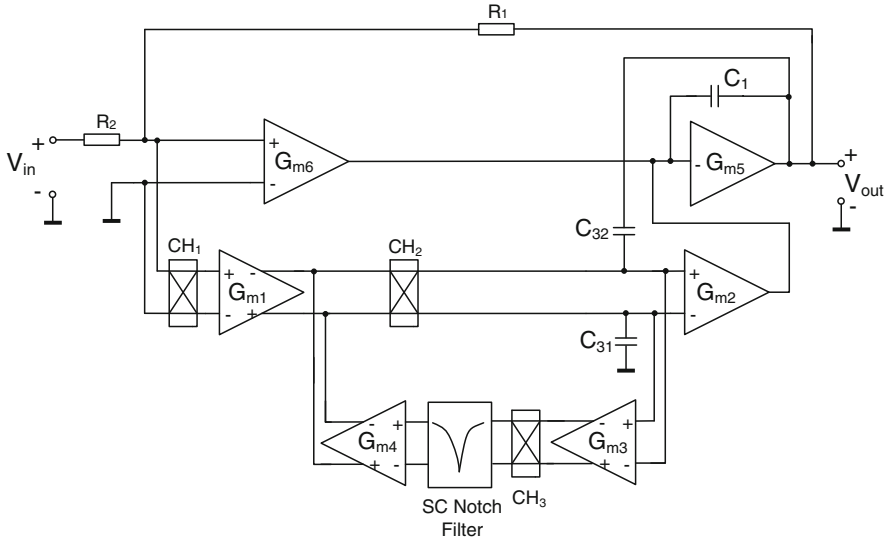 R1
C1
R2
+
Vin
-
+
Gm6
-
-
Gm5
+
Vout
-
CH1
CH2
C32
+ -
Gm1
- +
+
Gm2
-
C31
- +
Gm4
+ -
- +
Gm3
+ -
CH3
SC Notch
Filter